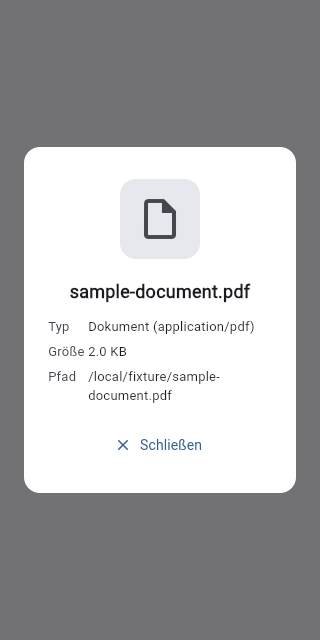 sample-document.pdf
Typ Dokument (application/pdf)
Größe 2.0 KB
Pfad /local/fixture/sample-
document.pdf
Schließen